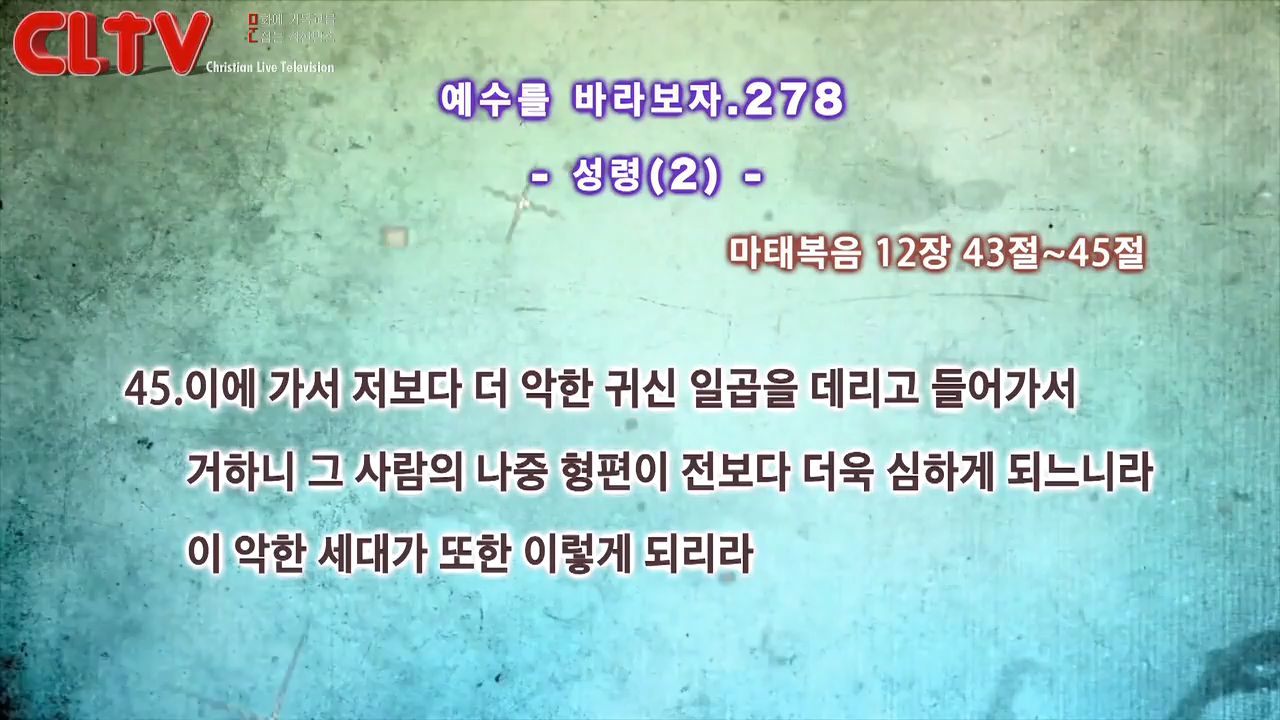 CLTV
Christian Live Television
예수를 바라보자.278
- 성령(2) -
마태복음 12장 43절~45절
45.이에 가서 저보다 더 악한 귀신 일곱을 데리고 들어가서
거하니 그 사람의 나중 형편이 전보다 더욱 심하게 되느니라
이 악한 세대가 또한 이렇게 되리라